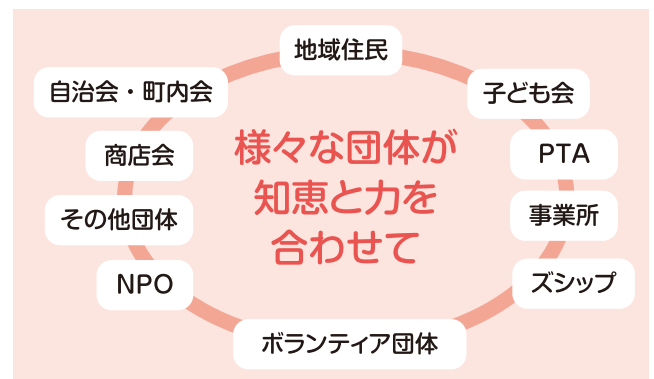 地域住民
自治会・町内会
子ども会
商店会
PTA
その他団体
事業所
NPO
ズシップ
ボランティア団体
様々な団体が
知恵と力を
合わせて